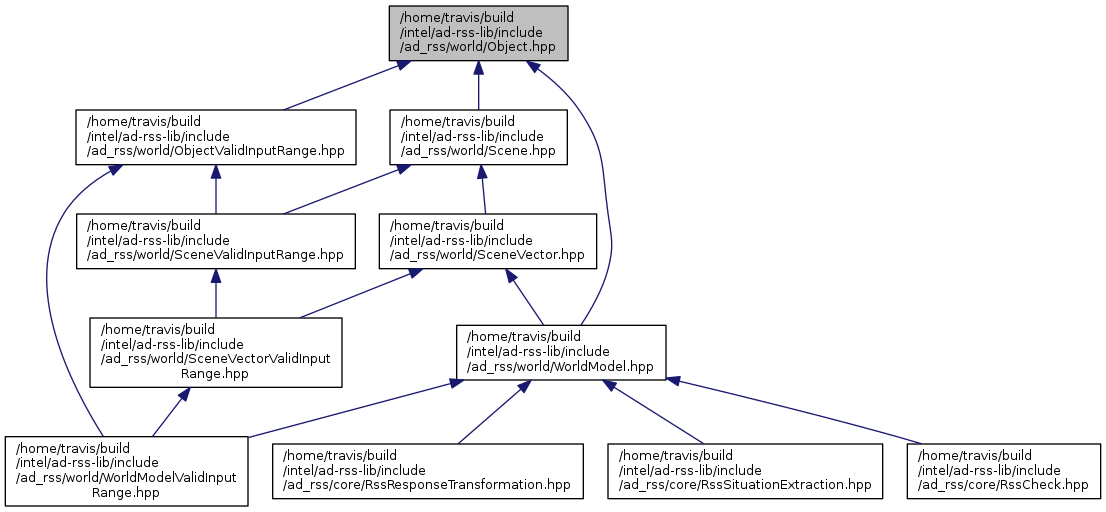 /home/travis/build
/intel/ad-rss-lib/include
/ad_rss/world/Object.hpp
/home/travis/build
/intel/ad-rss-lib/include
/ad_rss/world/ObjectValidInputRange.hpp
/home/travis/build
/intel/ad-rss-lib/include
/ad_rss/world/Scene.hpp
/home/travis/build
/intel/ad-rss-lib/include
/ad_rss/world/SceneValidInputRange.hpp
/home/travis/build
/intel/ad-rss-lib/include
/ad_rss/world/SceneVector.hpp
/home/travis/build
/intel/ad-rss-lib/include
/ad_rss/world/SceneVectorValidInput
Range.hpp
/home/travis/build
/intel/ad-rss-lib/include
/ad_rss/world/WorldModel.hpp
/home/travis/build
/intel/ad-rss-lib/include
/ad_rss/world/WorldModelValidInput
Range.hpp
/home/travis/build
/intel/ad-rss-lib/include
/ad_rss/core/RssResponseTransformation.hpp
/home/travis/build
/intel/ad-rss-lib/include
/ad_rss/core/RssSituationExtraction.hpp
/home/travis/build
/intel/ad-rss-lib/include
/ad_rss/core/RssCheck.hpp